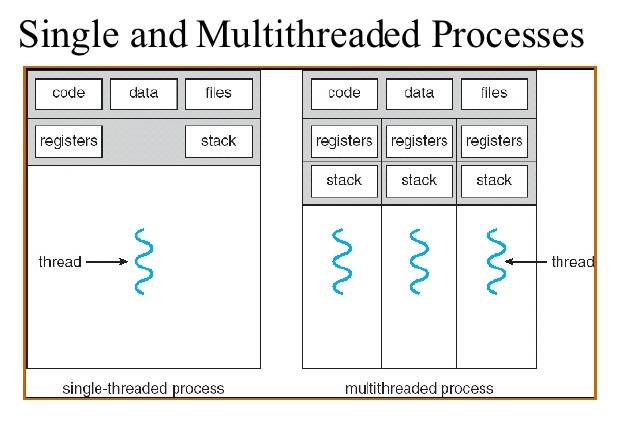 Single and Multithreaded Processes
code data files
registers stack
thread
single-threaded process
code data files
registers registers registers
stack stack stack
thread
multithreaded process